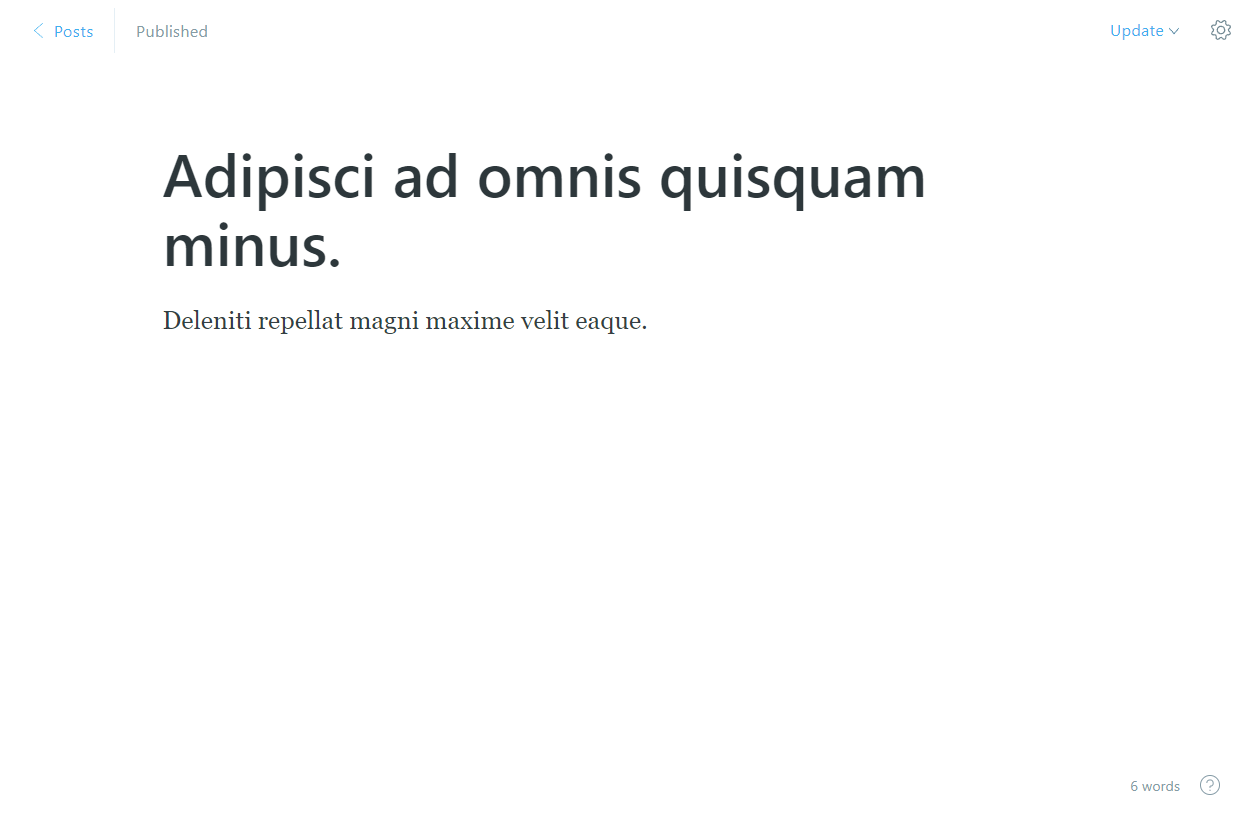 Posts
Published
Update
Adipisci ad omnis quisquam
minus.
Deleniti repellat magni maxime velit eaque.
6 words
?